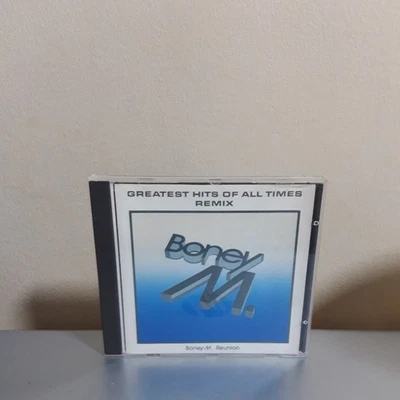 GREATEST HITS OF ALL TIMES
REMIX
Boney
M.
Boney M. Reunion